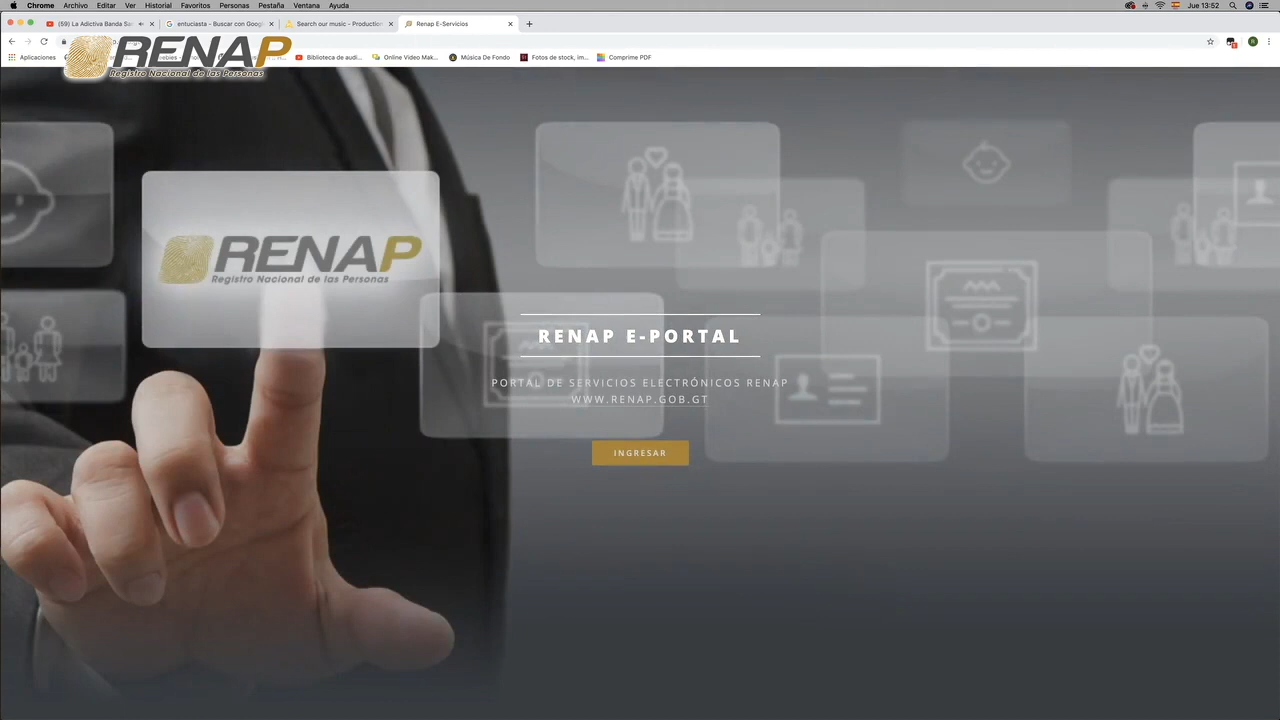 Chrome Archivo Editar Ver Historial Favoritos Personas Pestaña Ventana Ayuda
Jue 13:52
(59) La Adictiva Banda Sa
entuciasta - Buscar con Googl
Search our music - Production
Renap E-Servicios
Aplicaciones
Biblioteca de audi...
Online Video Mak...
Música De Fondo
Fotos de stock, im...
Comprime PDF
RENAP
Registro Nacional de las Personas
RENAP
Registro Nacional de las Personas
RENAP E-PORTAL
PORTAL DE SERVICIOS ELECTRÓNICOS RENAP
WWW.RENAP.GOB.GT
INGRESAR